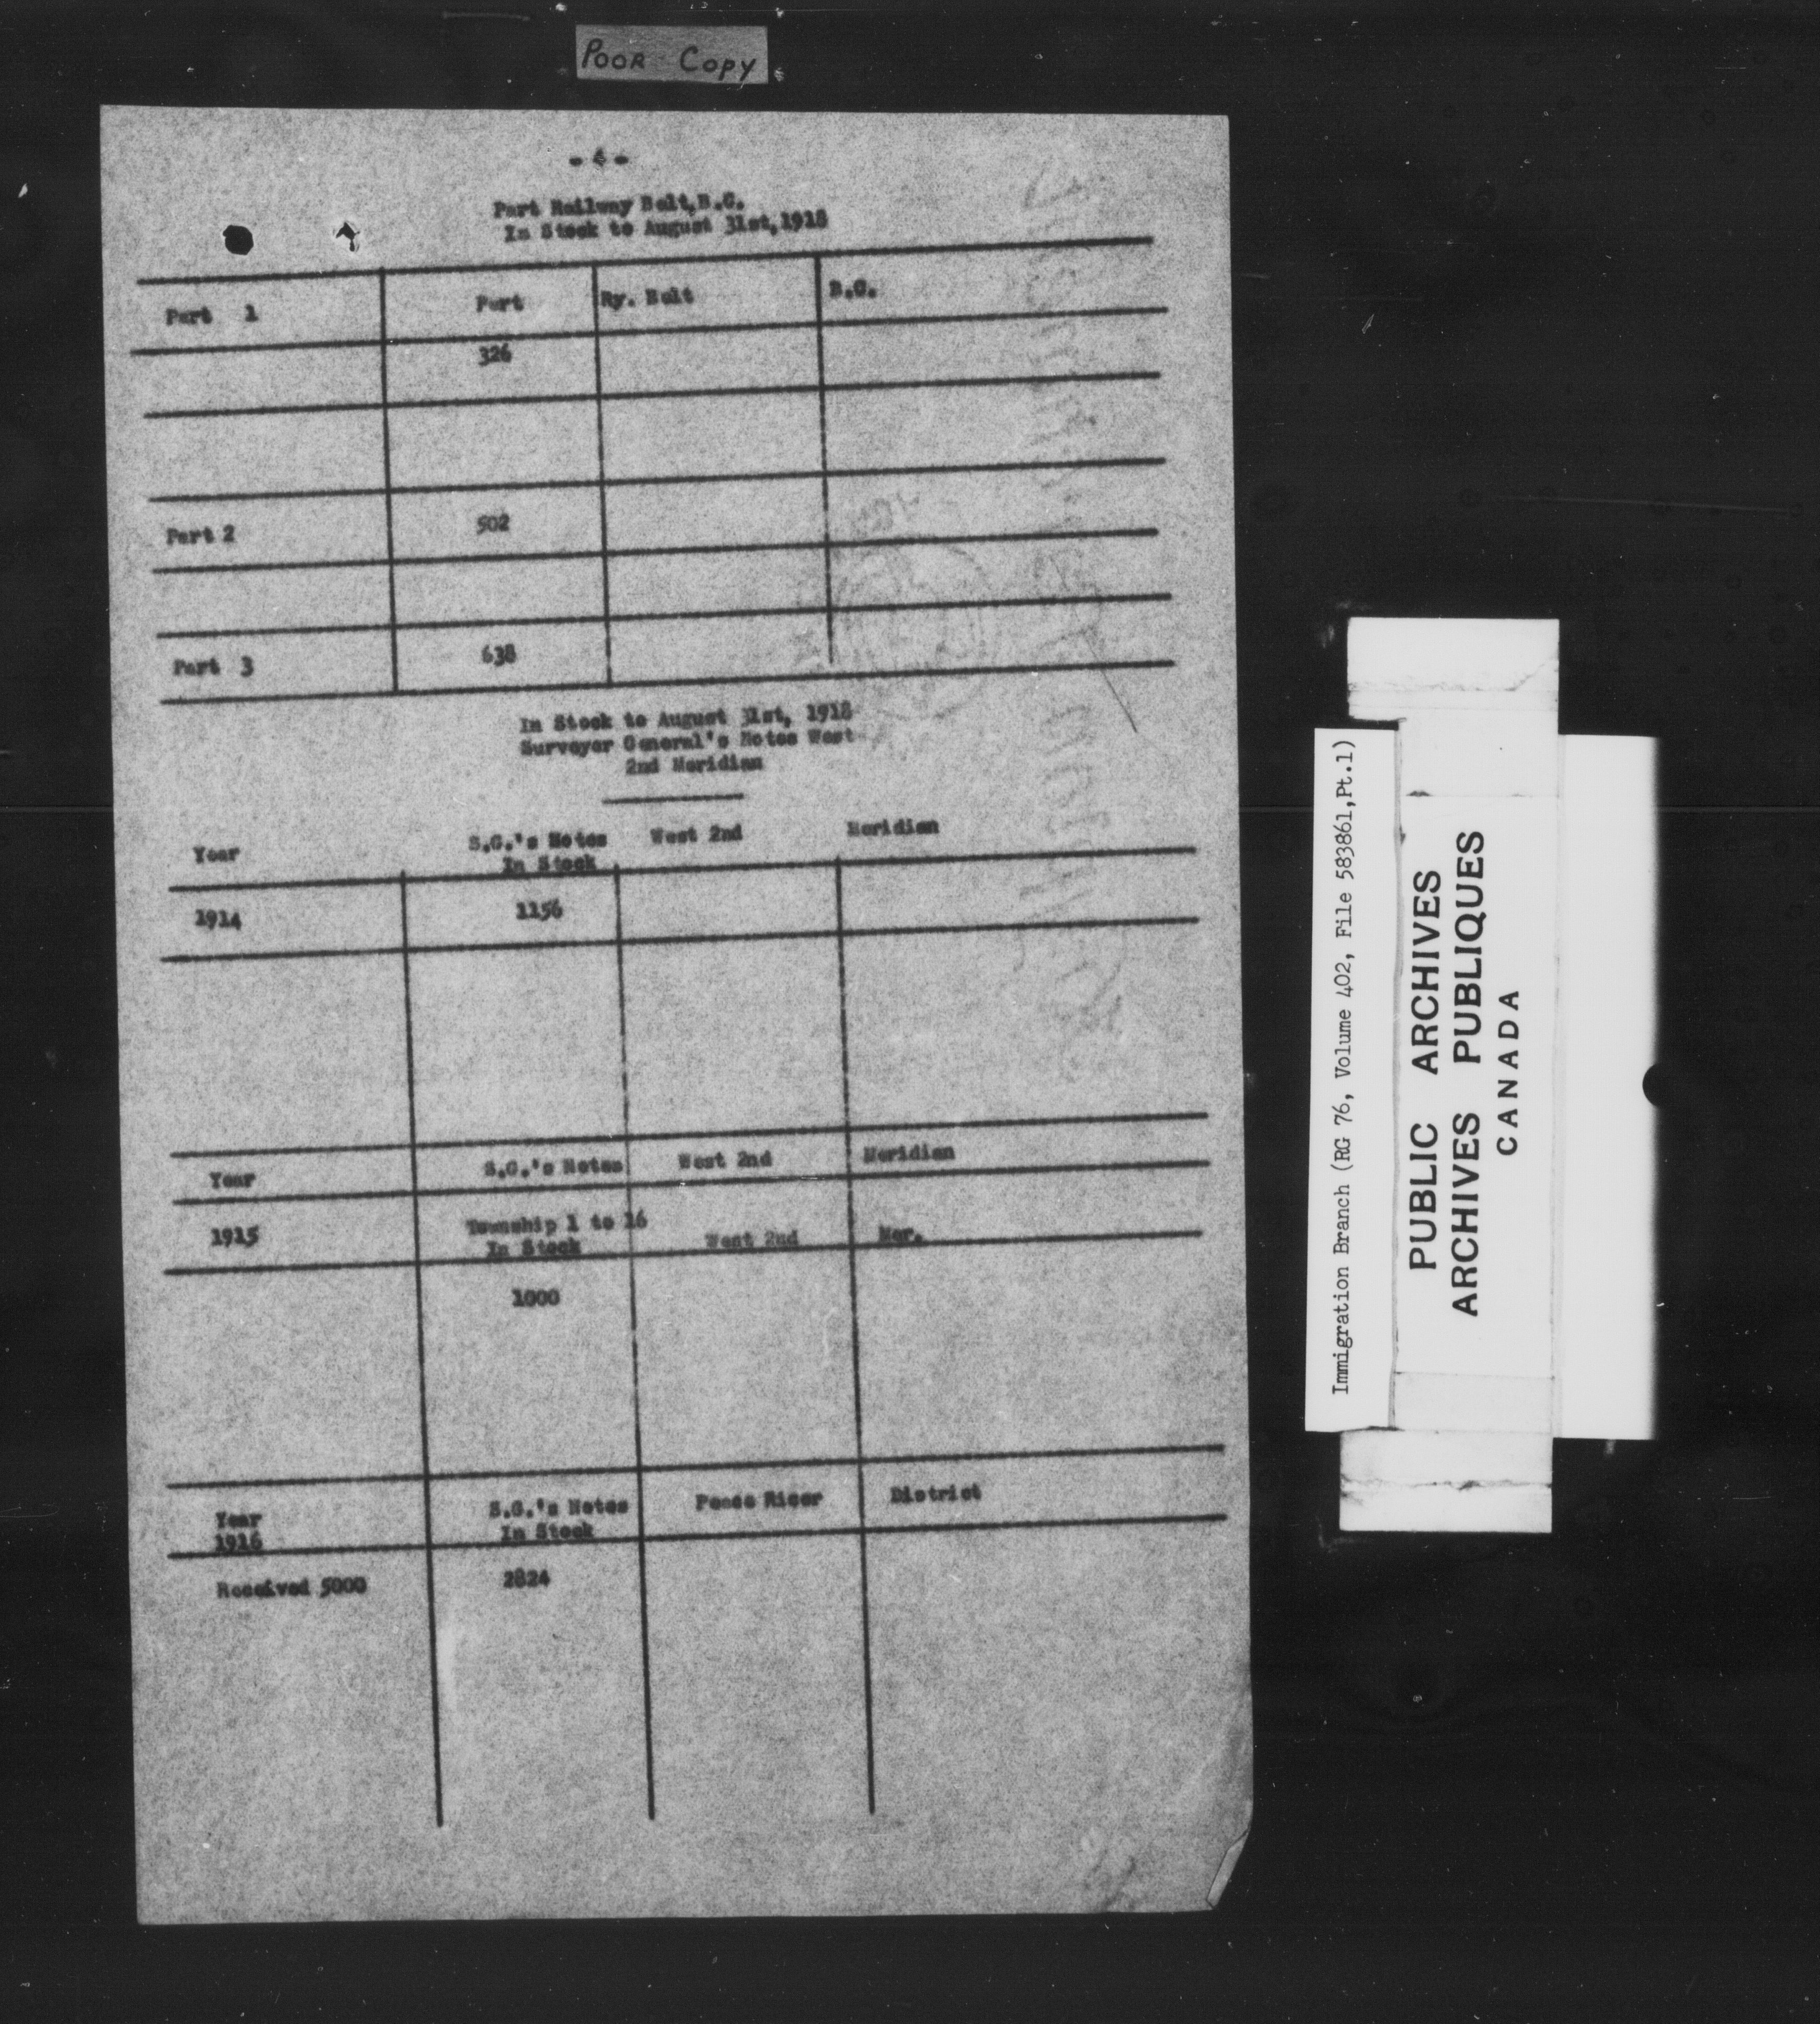 POOR COPY
- 4 -
Part Railway Belt,B.C.
In Stock to August 31st,1918
Part 1 Part Ry. Belt B.C.
326
Part 2 502
Part 3 638
In Stock to August 31st, 1918
Surveyor General's Notes West
2nd Meridian
Year S.G.'s Notes West 2nd Meridian
In Stock
1914 1156
Year S.G.'s Notes West 2nd Meridian
1915 Township 1 to 16
In Stock West 2nd Mer.
1000
Year S.G.'s Notes Peace River District
1916 In Stock
Received 5000 2824
Immigration Branch (RG 76, Volume 402, File 583861,Pt.1)
PUBLIC ARCHIVES
ARCHIVES PUBLIQUES
CANADA